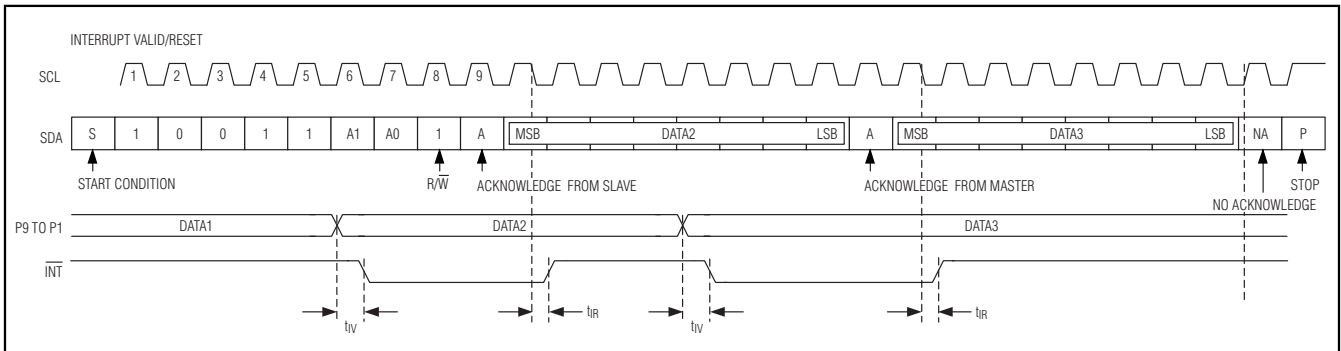 INTERRUPT VALID/RESET
SCL 1 2 3 4 5 6 7 8 9
SDA S 1 0 0 1 1 A1 A0 1 A MSB DATA2 LSB A MSB DATA3 LSB NA P
START CONDITION R/W̅ ACKNOWLEDGE FROM SLAVE ACKNOWLEDGE FROM MASTER STOP
NO ACKNOWLEDGE
P9 TO P1 DATA1 DATA2 DATA3
I̅N̅T̅
tIV tIR tIV tIR